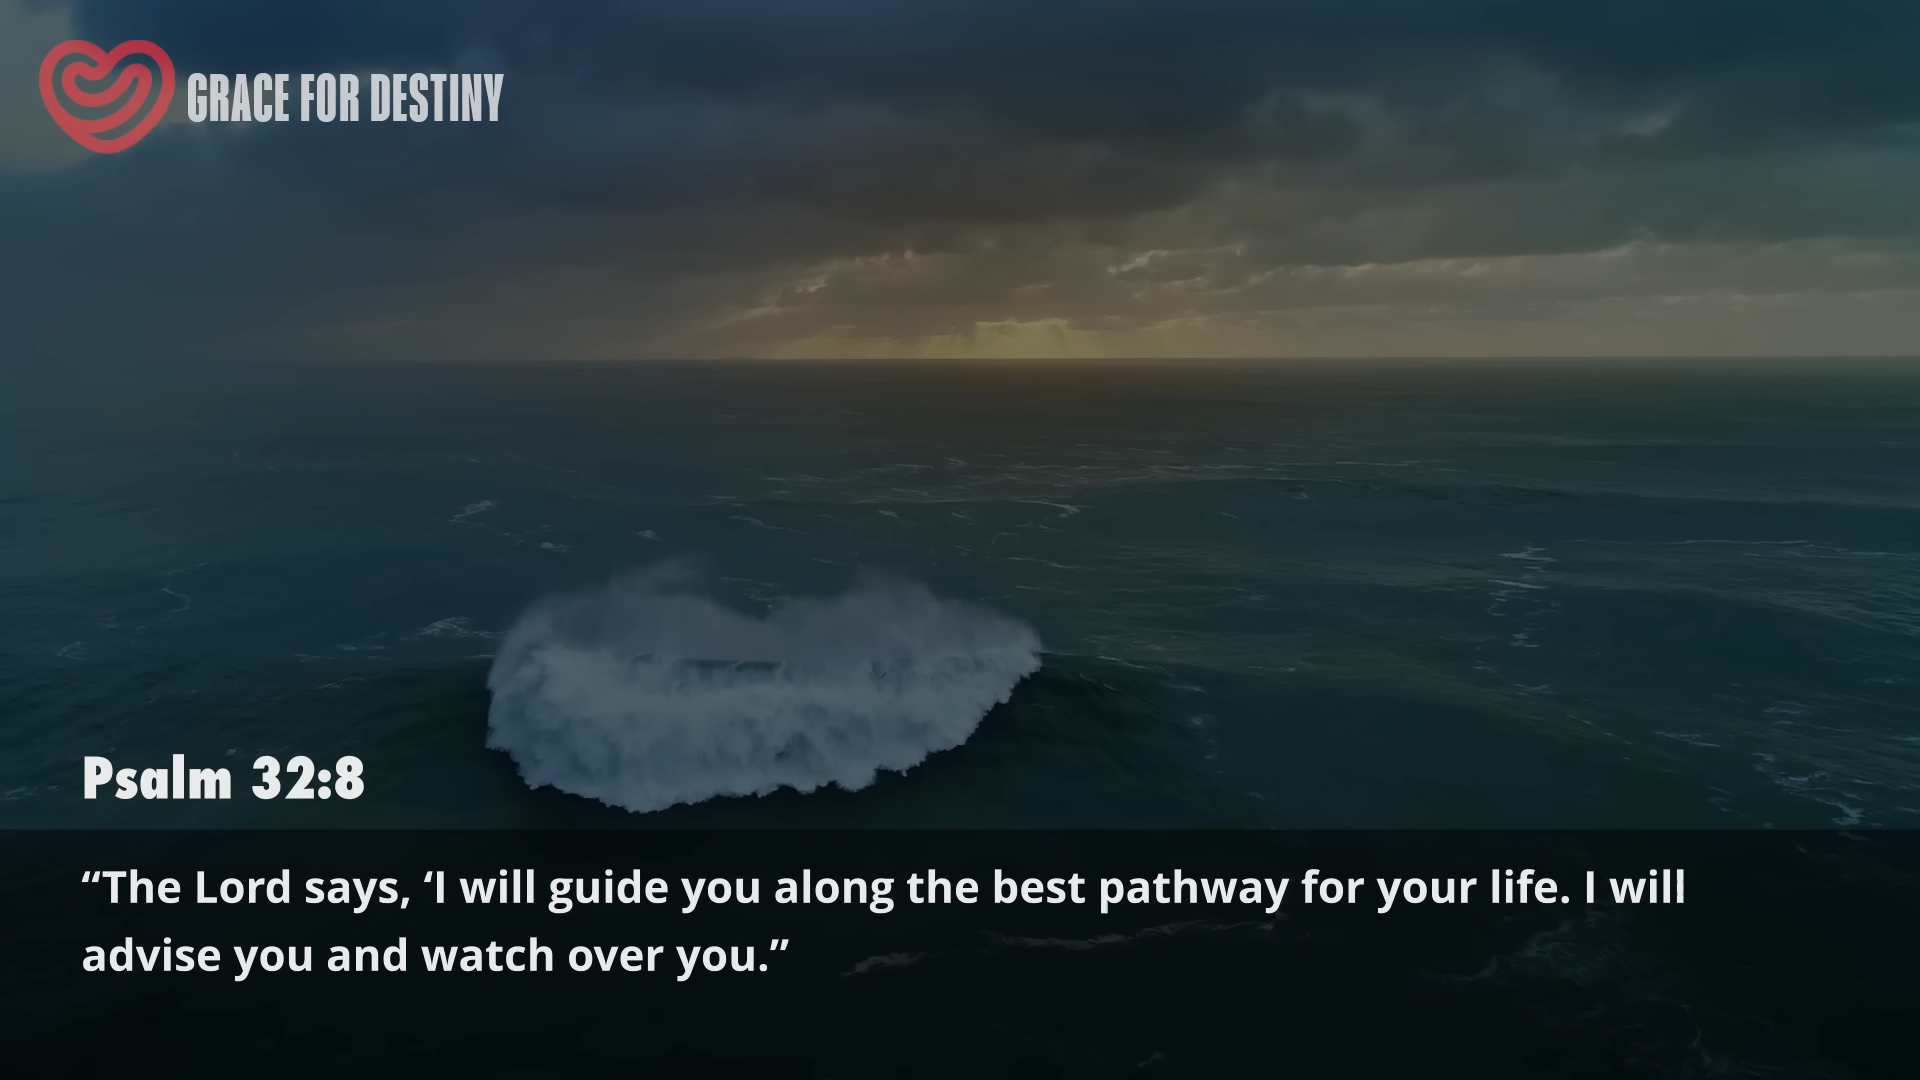 GRACE FOR DESTINY
Psalm 32:8
“The Lord says, ‘I will guide you along the best pathway for your life. I will
advise you and watch over you.”